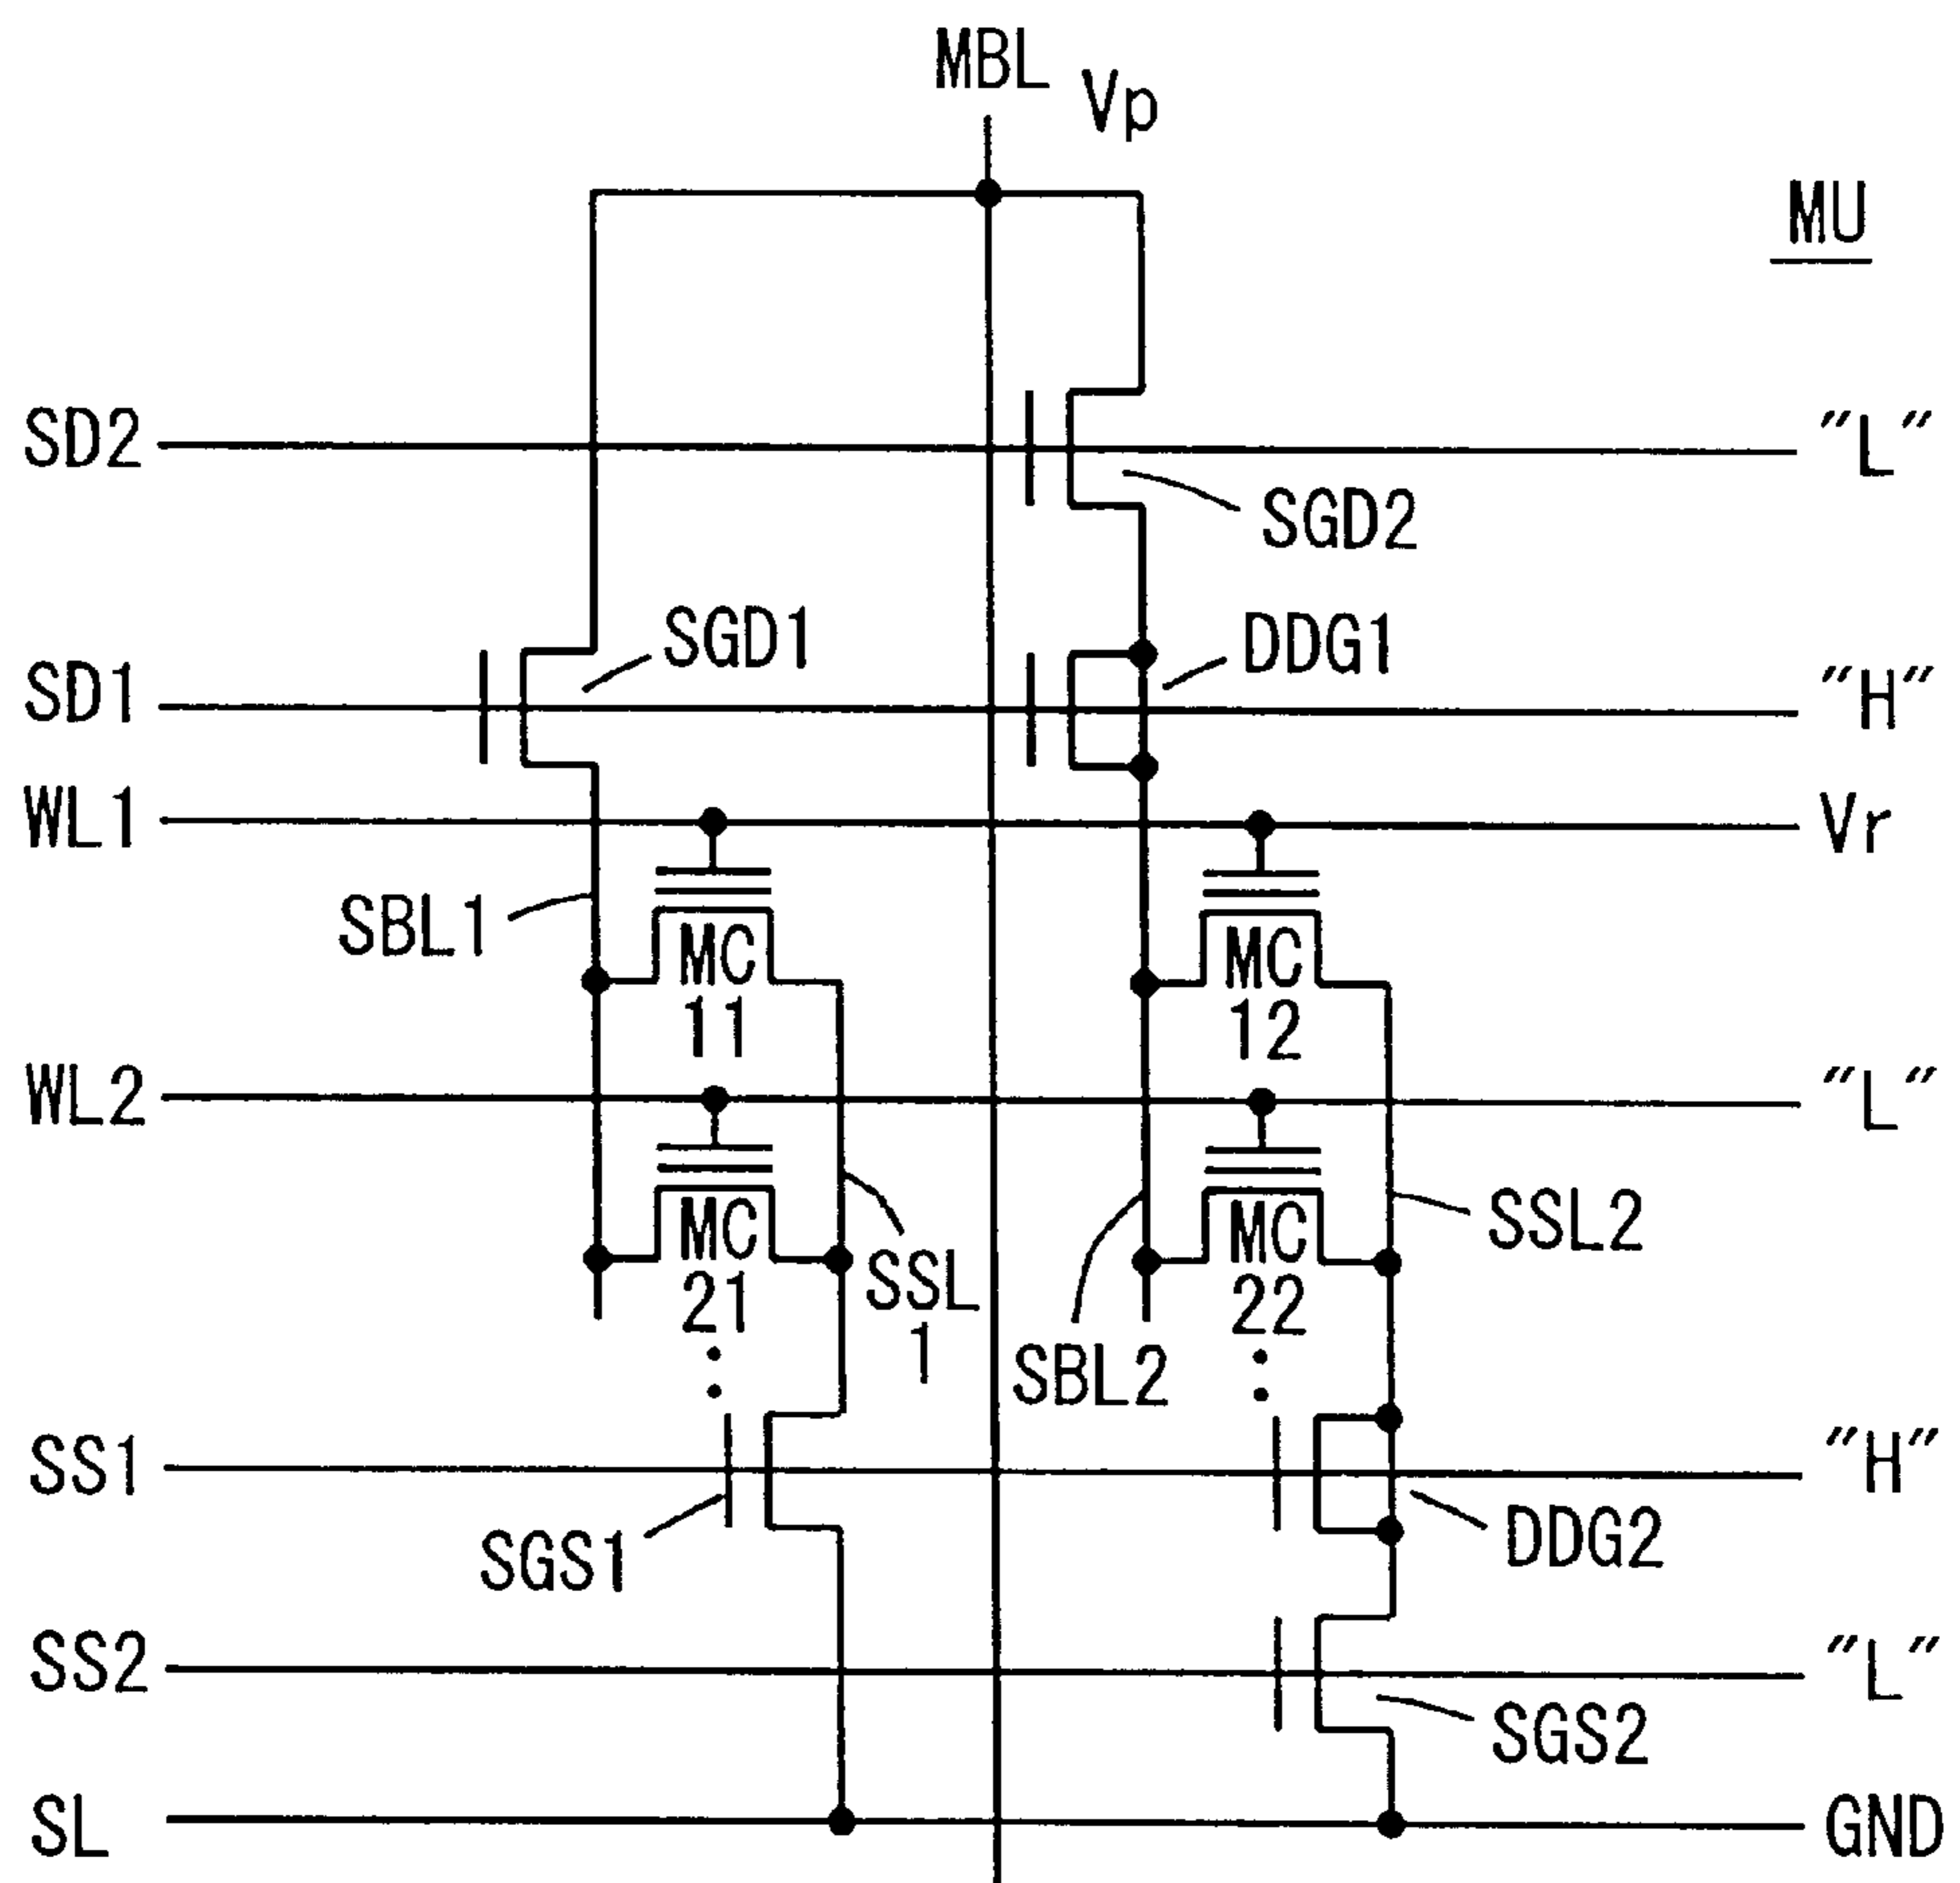 MBL
Vp
MU
SD2
"L"
SGD2
SGD1
DDG1
SD1
"H"
WL1
Vr
SBL1
MC
11
MC
12
WL2
"L"
MC
21
SSL
1
SBL2
MC
22
SSL2
SS1
"H"
SGS1
DDG2
SS2
"L"
SGS2
SL
GND